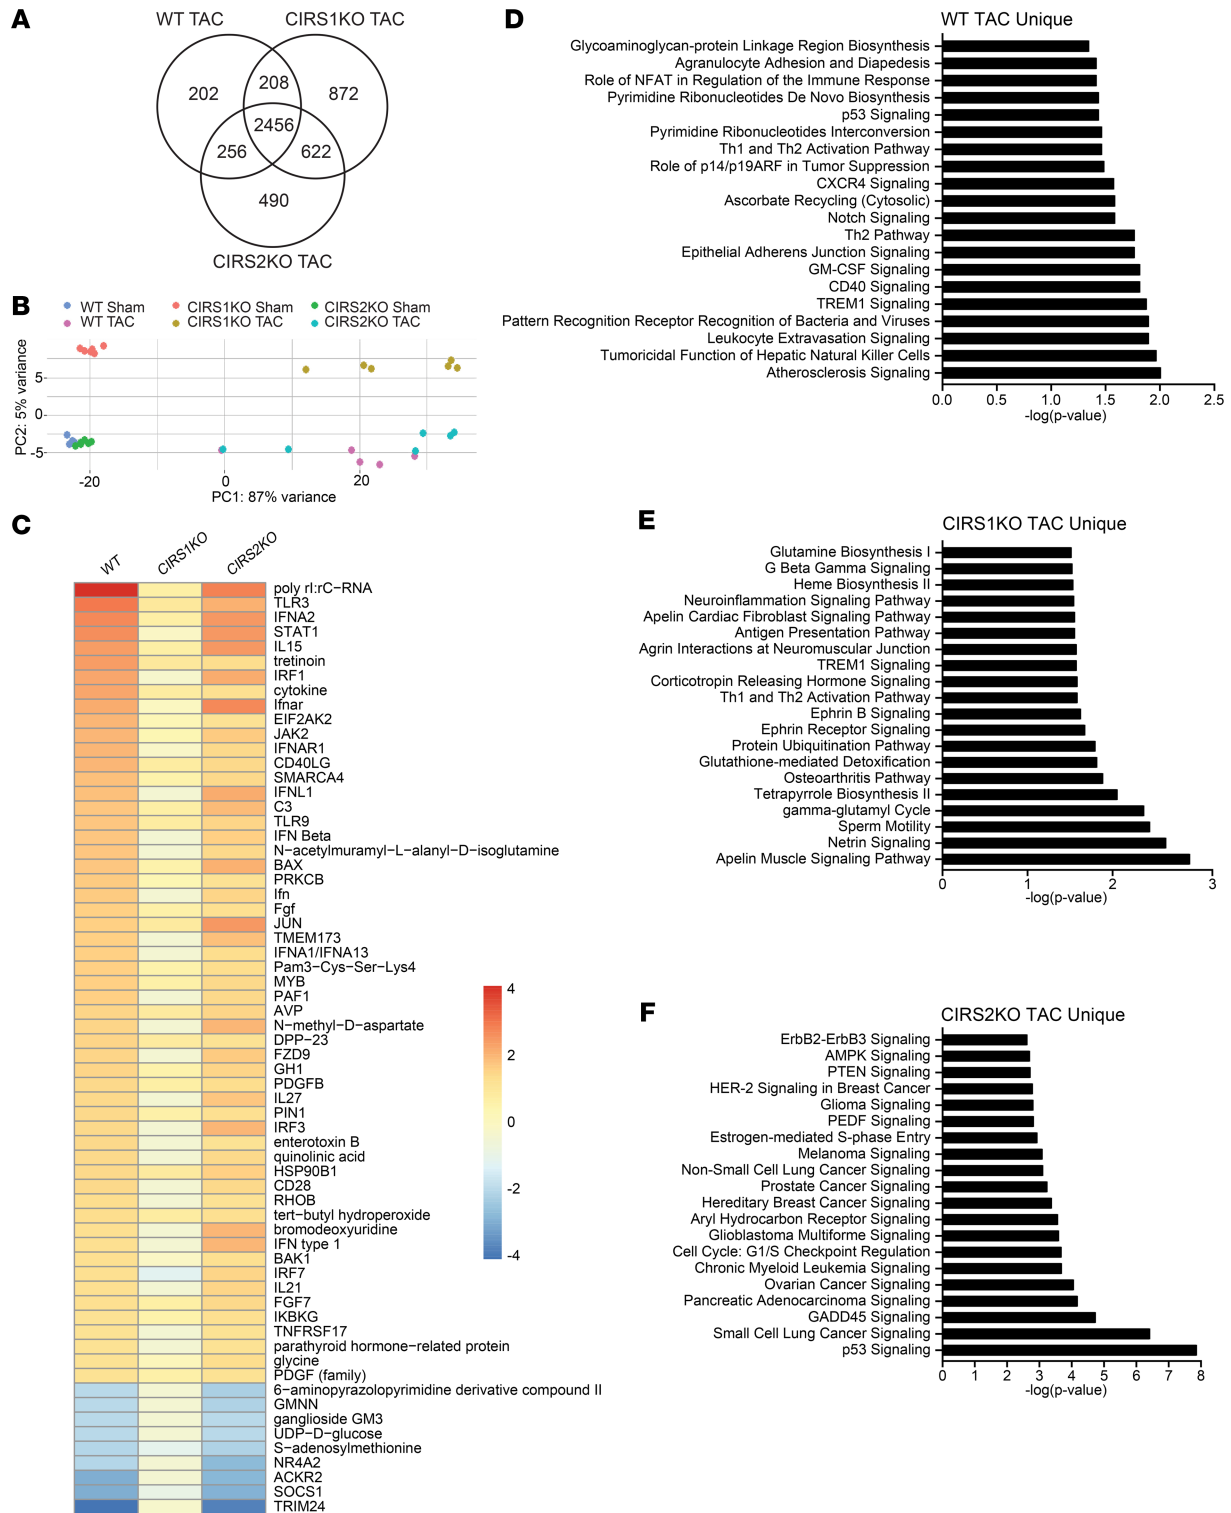 A
WT TAC
CIRS1KO TAC
202
208
872
2456
256
622
490
CIRS2KO TAC
B
WT Sham
CIRS1KO Sham
CIRS2KO Sham
WT TAC
CIRS1KO TAC
CIRS2KO TAC
PC2: 5% variance
5
0
-5
-20
0
20
PC1: 87% variance
C
WT
CIRS1KO
CIRS2KO
poly rI:rC−RNA
TLR3
IFNA2
STAT1
IL15
tretinoin
IRF1
cytokine
Ifnar
EIF2AK2
JAK2
IFNAR1
CD40LG
SMARCA4
IFNL1
C3
TLR9
IFN Beta
N−acetylmuramyl−L−alanyl−D−isoglutamine
BAX
PRKCB
Ifn
Fgf
JUN
TMEM173
IFNA1/IFNA13
Pam3−Cys−Ser−Lys4
MYB
PAF1
AVP
N−methyl−D−aspartate
DPP−23
FZD9
GH1
PDGFB
IL27
PIN1
IRF3
enterotoxin B
quinolinic acid
HSP90B1
CD28
RHOB
tert−butyl hydroperoxide
bromodeoxyuridine
IFN type 1
BAK1
IRF7
IL21
FGF7
IKBKG
TNFRSF17
parathyroid hormone−related protein
glycine
PDGF (family)
6−aminopyrazolopyrimidine derivative compound II
GMNN
ganglioside GM3
UDP−D−glucose
S−adenosylmethionine
NR4A2
ACKR2
SOCS1
TRIM24
4
2
0
-2
-4
D
WT TAC Unique
Glycoaminoglycan-protein Linkage Region Biosynthesis
Agranulocyte Adhesion and Diapedesis
Role of NFAT in Regulation of the Immune Response
Pyrimidine Ribonucleotides De Novo Biosynthesis
p53 Signaling
Pyrimidine Ribonucleotides Interconversion
Th1 and Th2 Activation Pathway
Role of p14/p19ARF in Tumor Suppression
CXCR4 Signaling
Ascorbate Recycling (Cytosolic)
Notch Signaling
Th2 Pathway
Epithelial Adherens Junction Signaling
GM-CSF Signaling
CD40 Signaling
TREM1 Signaling
Pattern Recognition Receptor Recognition of Bacteria and Viruses
Leukocyte Extravasation Signaling
Tumoricidal Function of Hepatic Natural Killer Cells
Atherosclerosis Signaling
0.0 0.5 1.0 1.5 2.0 2.5
-log(p-value)
E
CIRS1KO TAC Unique
Glutamine Biosynthesis I
G Beta Gamma Signaling
Heme Biosynthesis II
Neuroinflammation Signaling Pathway
Apelin Cardiac Fibroblast Signaling Pathway
Antigen Presentation Pathway
Agrin Interactions at Neuromuscular Junction
TREM1 Signaling
Corticotropin Releasing Hormone Signaling
Th1 and Th2 Activation Pathway
Ephrin B Signaling
Ephrin Receptor Signaling
Protein Ubiquitination Pathway
Glutathione-mediated Detoxification
Osteoarthritis Pathway
Tetrapyrrole Biosynthesis II
gamma-glutamyl Cycle
Sperm Motility
Netrin Signaling
Apelin Muscle Signaling Pathway
0 1 2 3
-log(p-value)
F
CIRS2KO TAC Unique
ErbB2-ErbB3 Signaling
AMPK Signaling
PTEN Signaling
HER-2 Signaling in Breast Cancer
Glioma Signaling
PEDF Signaling
Estrogen-mediated S-phase Entry
Melanoma Signaling
Non-Small Cell Lung Cancer Signaling
Prostate Cancer Signaling
Hereditary Breast Cancer Signaling
Aryl Hydrocarbon Receptor Signaling
Glioblastoma Multiforme Signaling
Cell Cycle: G1/S Checkpoint Regulation
Chronic Myeloid Leukemia Signaling
Ovarian Cancer Signaling
Pancreatic Adenocarcinoma Signaling
GADD45 Signaling
Small Cell Lung Cancer Signaling
p53 Signaling
0 1 2 3 4 5 6 7 8
-log(p-value)